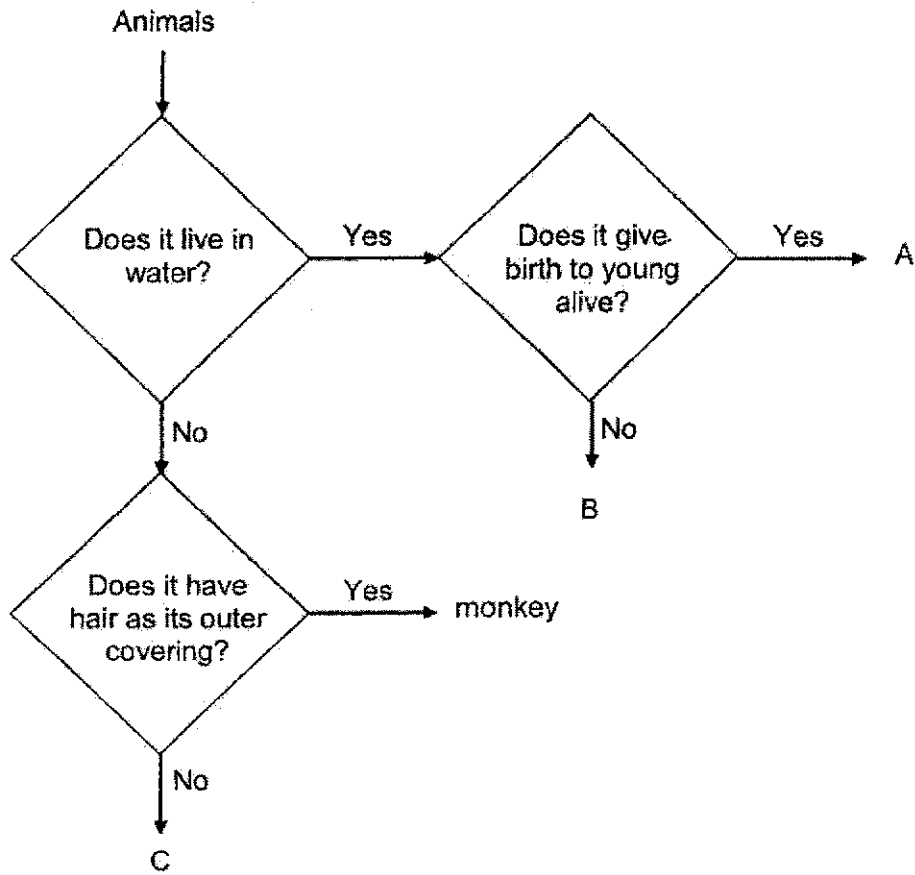 Animals
Does it live in
water?
Yes
Does it give
birth to young
alive?
Yes
A
No
No
B
Does it have
hair as its outer
covering?
Yes
monkey
No
C